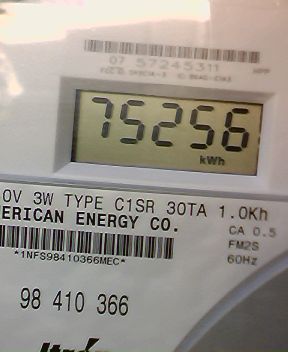 07 57245311
75256
kWh
0V 3W TYPE C1SR 30TA 1.0Kh
ERICAN ENERGY CO.
CA 0.5
FM2S
60Hz
*1NFS98410366MEC*
98 410 366
Itron